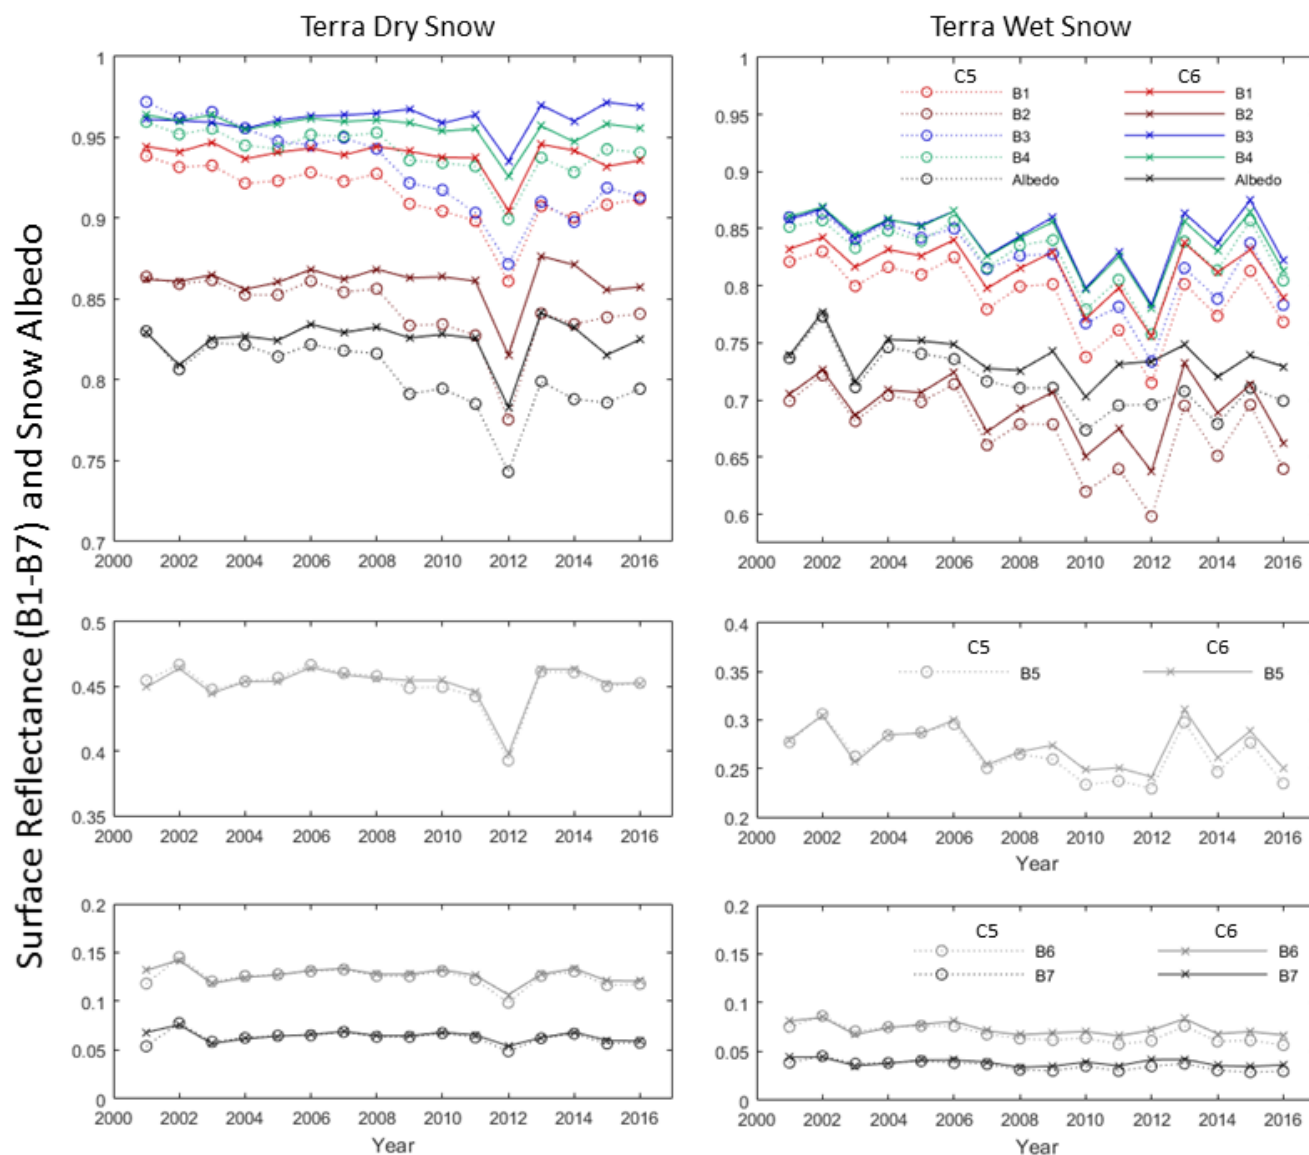 Terra Dry Snow
Terra Wet Snow
Surface Reflectance (B1-B7) and Snow Albedo
1
0.95
0.9
0.85
0.8
0.75
0.7
2000 2002 2004 2006 2008 2010 2012 2014 2016
1
0.95
0.9
0.85
0.8
0.75
0.7
0.65
0.6
C5 C6
B1 B1
B2 B2
B3 B3
B4 B4
Albedo Albedo
2000 2002 2004 2006 2008 2010 2012 2014 2016
0.5
0.45
0.4
0.35
2000 2002 2004 2006 2008 2010 2012 2014 2016
0.4
0.35
0.3
0.25
0.2
C5 C6
B5 B5
2000 2002 2004 2006 2008 2010 2012 2014 2016
Year
0.2
0.15
0.1
0.05
0
2000 2002 2004 2006 2008 2010 2012 2014 2016
Year
0.2
0.15
0.1
0.05
0
C5 C6
B6 B6
B7 B7
2000 2002 2004 2006 2008 2010 2012 2014 2016
Year